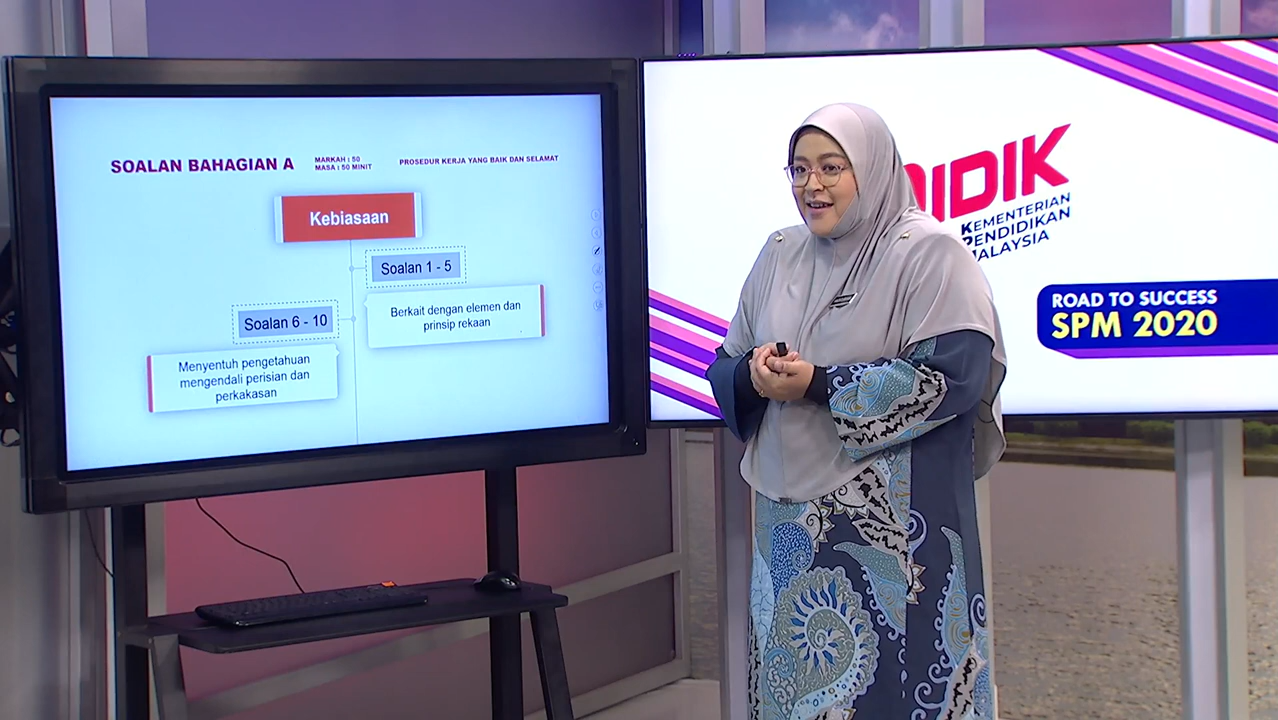 SOALAN BAHAGIAN A
MARKAH : 50
MASA : 50 MINIT
PROSEDUR KERJA YANG BAIK DAN SELAMAT
Kebiasaan
Soalan 1 - 5
Berkait dengan elemen dan
prinsip rekaan
Soalan 6 - 10
Menyentuh pengetahuan
mengendali perisian dan
perkakasan
IDIK
KEMENTERIAN
PENDIDIKAN
MALAYSIA
ROAD TO SUCCESS
SPM 2020